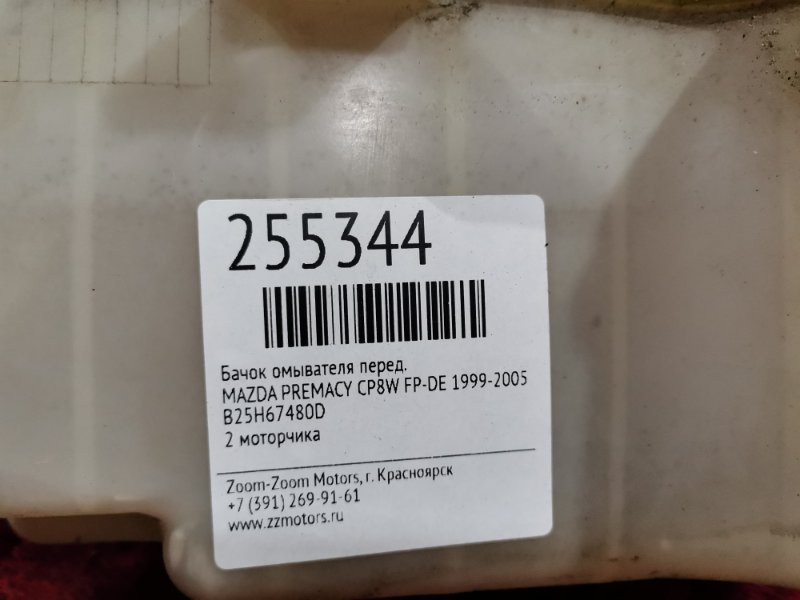 255344
Бачок омывателя перед.
MAZDA PREMACY CP8W FP-DE 1999-2005
B25H67480D
2 моторчика
Zoom-Zoom Motors, г. Красноярск
+7 (391) 269-91-61
www.zzmotors.ru